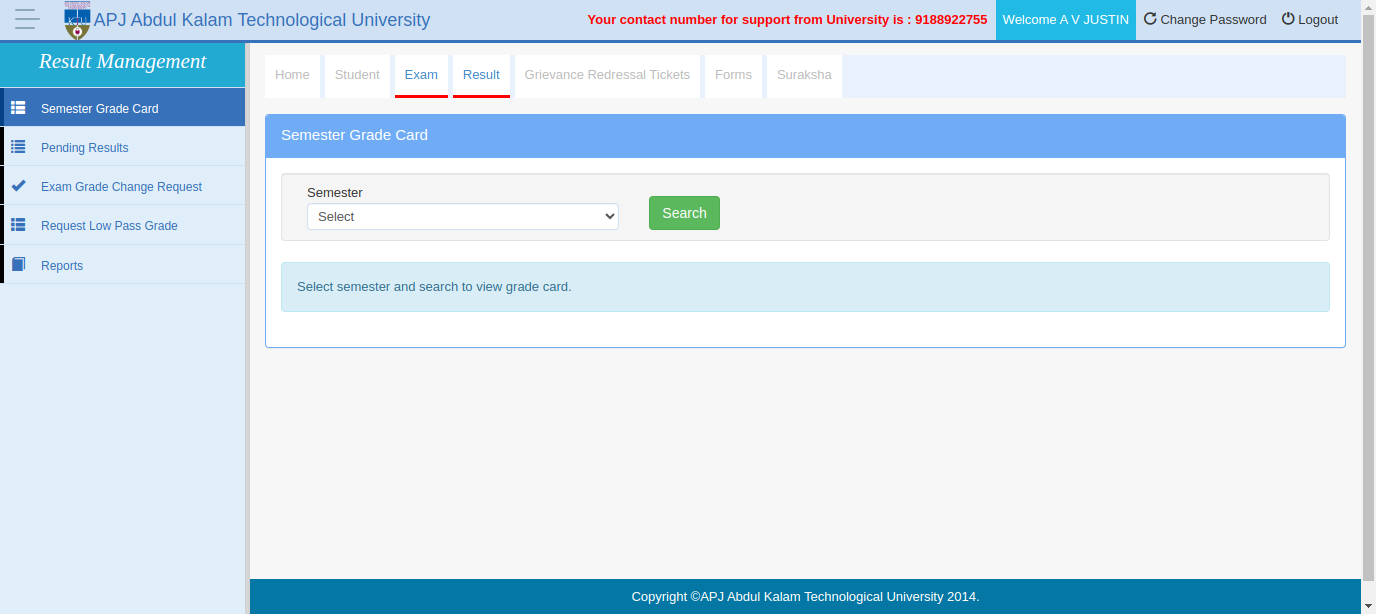 APJ Abdul Kalam Technological University
Your contact number for support from University is : 9188922755
Welcome A V JUSTIN
Change Password
Logout
Result Management
Semester Grade Card
Pending Results
Exam Grade Change Request
Request Low Pass Grade
Reports
Home
Student
Exam
Result
Grievance Redressal Tickets
Forms
Suraksha
Semester Grade Card
Semester
Select
Search
Select semester and search to view grade card.
Copyright ©APJ Abdul Kalam Technological University 2014.